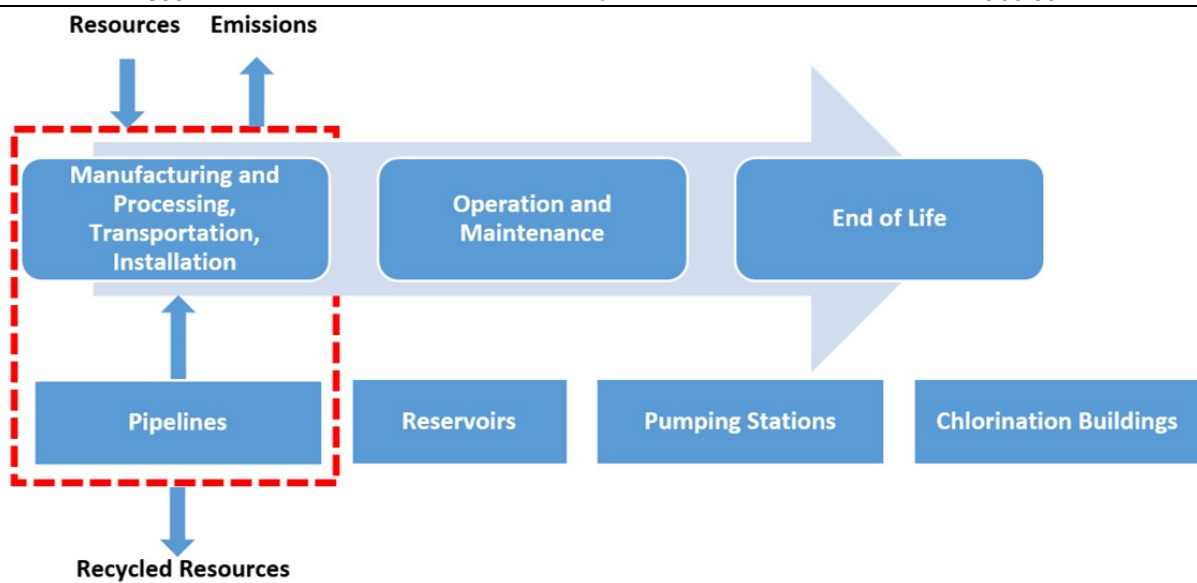 Resources Emissions
Manufacturing and
Processing,
Transportation,
Installation
Operation and
Maintenance
End of Life
Pipelines
Reservoirs
Pumping Stations
Chlorination Buildings
Recycled Resources